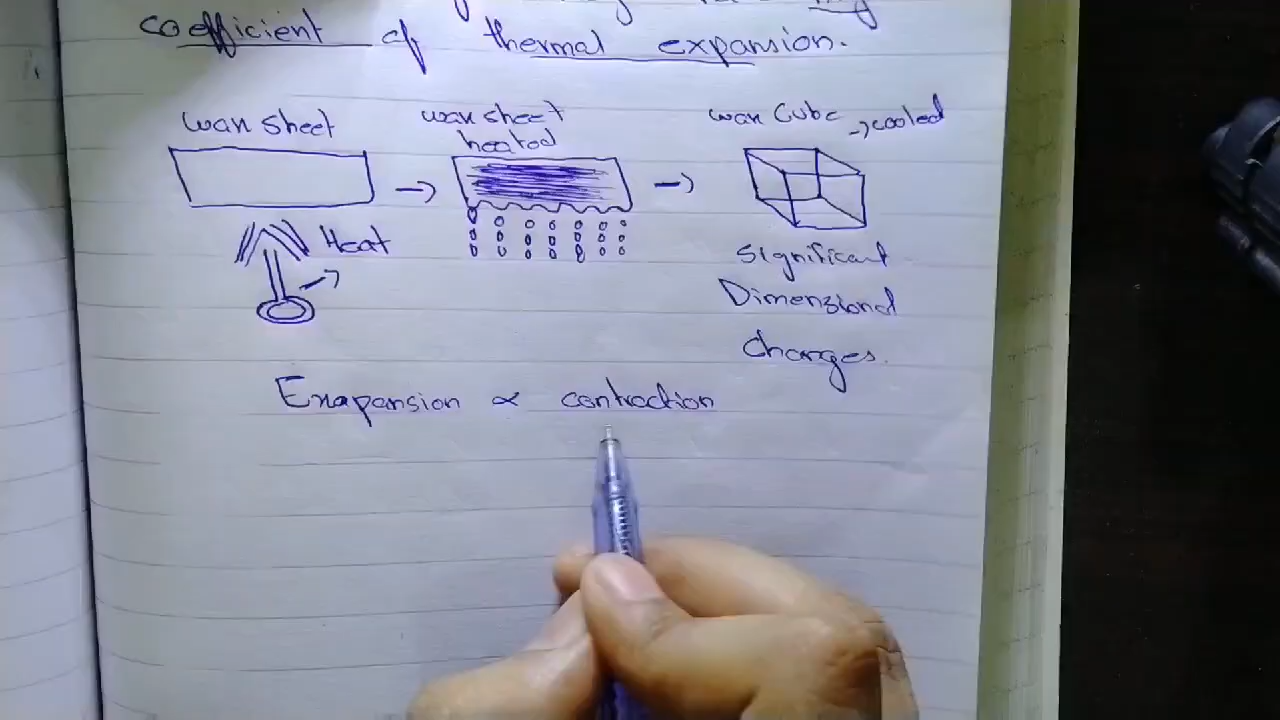 coefficient of thermal expansion.
wax sheet
wax sheet
heated
wax Cube → cooled
→
→
Heat
→
Significant
Dimensional
changes.
Exapansion ∝ contraction